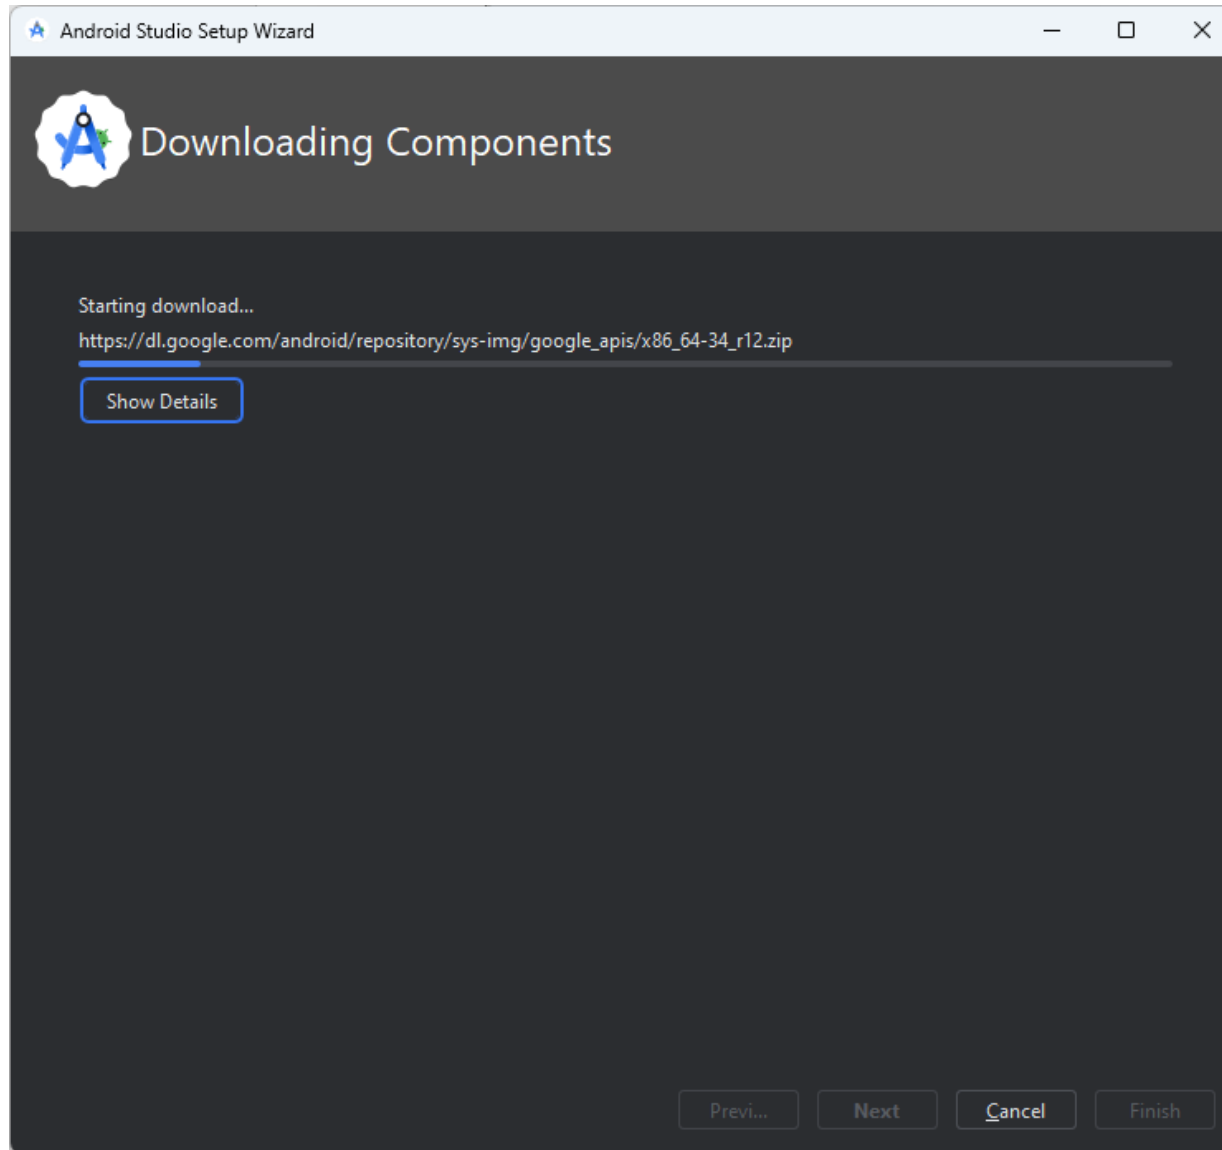 Android Studio Setup Wizard
Downloading Components
Starting download...
https://dl.google.com/android/repository/sys-img/google_apis/x86_64-34_r12.zip
Show Details
Previ... Next Cancel Finish